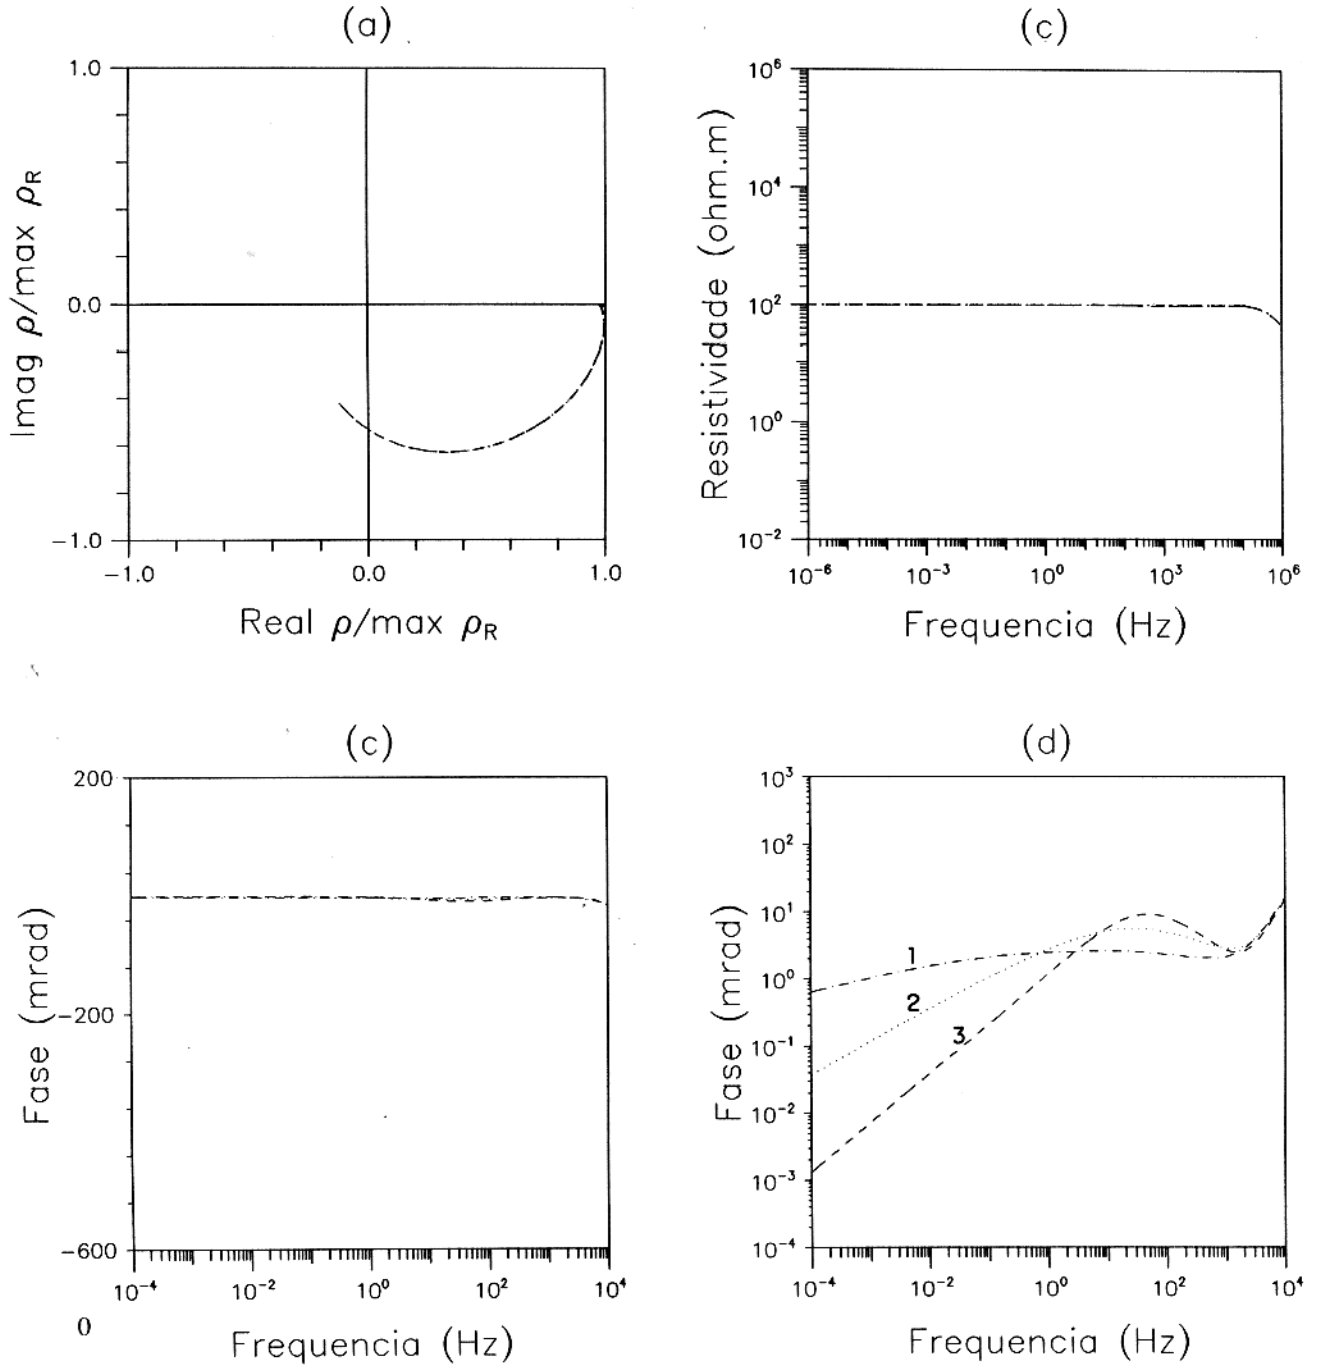 (a)
1.0
0.0
−1.0
Imag ρ/max ρR
−1.0 0.0 1.0
Real ρ/max ρR
(c)
10⁶
10⁴
10²
10⁰
10⁻²
Resistividade (ohm.m)
10⁻⁶ 10⁻³ 10⁰ 10³ 10⁶
Frequencia (Hz)
(c)
200
−200
−600
Fase (mrad)
10⁻⁴ 10⁻² 10⁰ 10² 10⁴
0
Frequencia (Hz)
(d)
10³
10²
10¹
10⁰
10⁻¹
10⁻²
10⁻³
10⁻⁴
Fase (mrad)
1
2
3
10⁻⁴ 10⁻² 10⁰ 10² 10⁴
Frequencia (Hz)